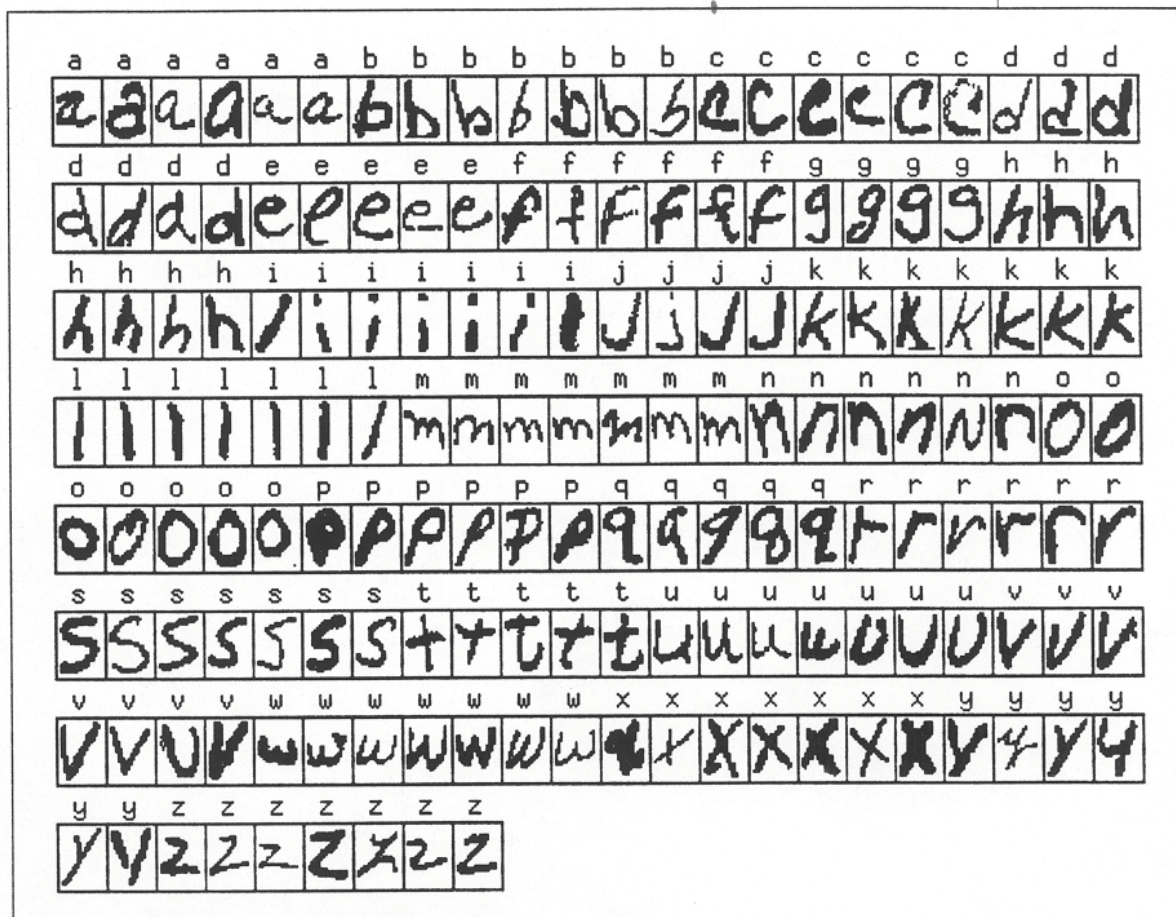 a a a a a a b b b b b b b c c c c c c d d d
a a a a a a b b b b b b b c c c c c c d d d
d d d d e e e e e f f f f f f g g g g h h h
d d d d e e e e e f f f f f f g g g g h h h
h h h h i i i i i i i j j j j k k k k k k k
h h h h i i i i i i i j j j j k k k k k k k
l l l l l l l m m m m m m m n n n n n n o o
l l l l l l l m m m m m m m n n n n n n o o
o o o o o p p p p p p q q q q q r r r r r r
o o o o o p p p p p p q q q q q r r r r r r
s s s s s s s t t t t t u u u u u u u v v v
s s s s s s s t t t t t u u u u u u u v v v
v v v v w w w w w w w x x x x x x x y y y y
v v v v w w w w w w w x x x x x x x y y y y
y y z z z z z z z
y y z z z z z z z